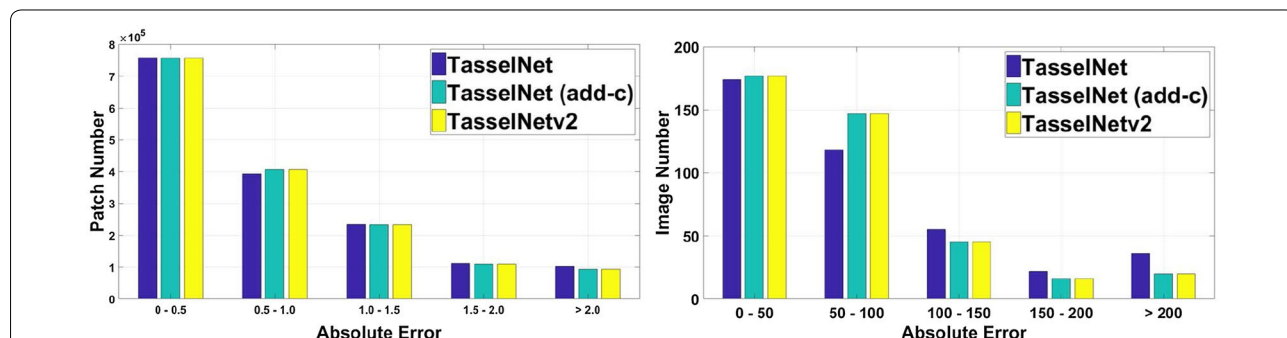 ×10⁵
8
7
6
5
4
3
2
1
0
Patch Number
TasselNet
TasselNet (add-c)
TasselNetv2
0 - 0.5
0.5 - 1.0
1.0 - 1.5
1.5 - 2.0
> 2.0
Absolute Error
200
150
100
50
0
Image Number
TasselNet
TasselNet (add-c)
TasselNetv2
0 - 50
50 - 100
100 - 150
150 - 200
> 200
Absolute Error